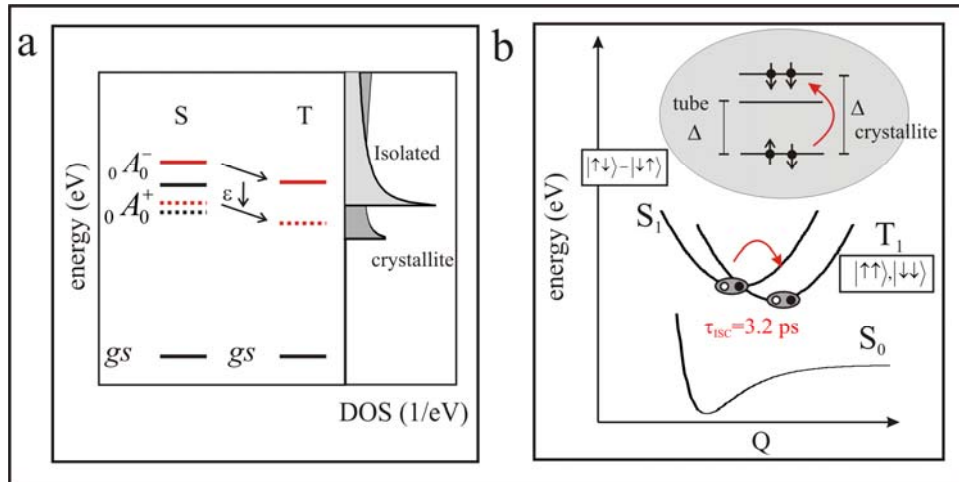 a
S
T
₀A₀⁻
₀A₀⁺
ε
gs
gs
energy (eV)
Isolated
crystallite
DOS (1/eV)
b
tube
Δ
Δ
crystallite
|↑↓⟩−|↓↑⟩
S₁
T₁
|↑↑⟩,|↓↓⟩
τISC=3.2 ps
S₀
energy (eV)
Q